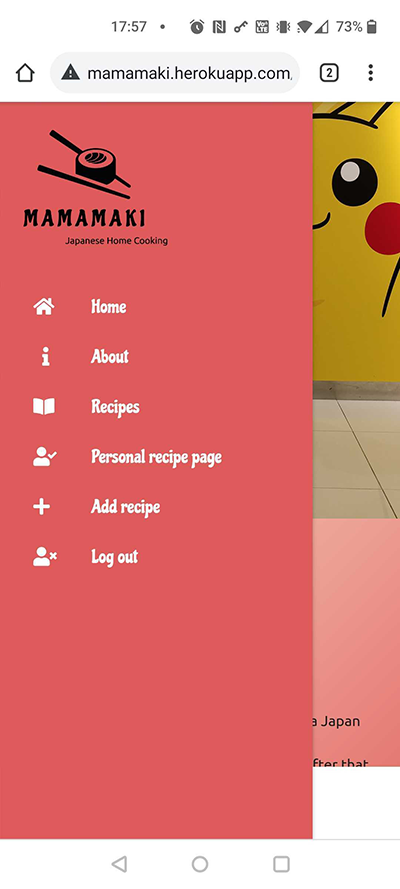 17:57 • 73%
mamamaki.herokuapp.com
2
MAMAMAKI
Japanese Home Cooking
Home
About
Recipes
Personal recipe page
Add recipe
Log out
a Japan
fter that